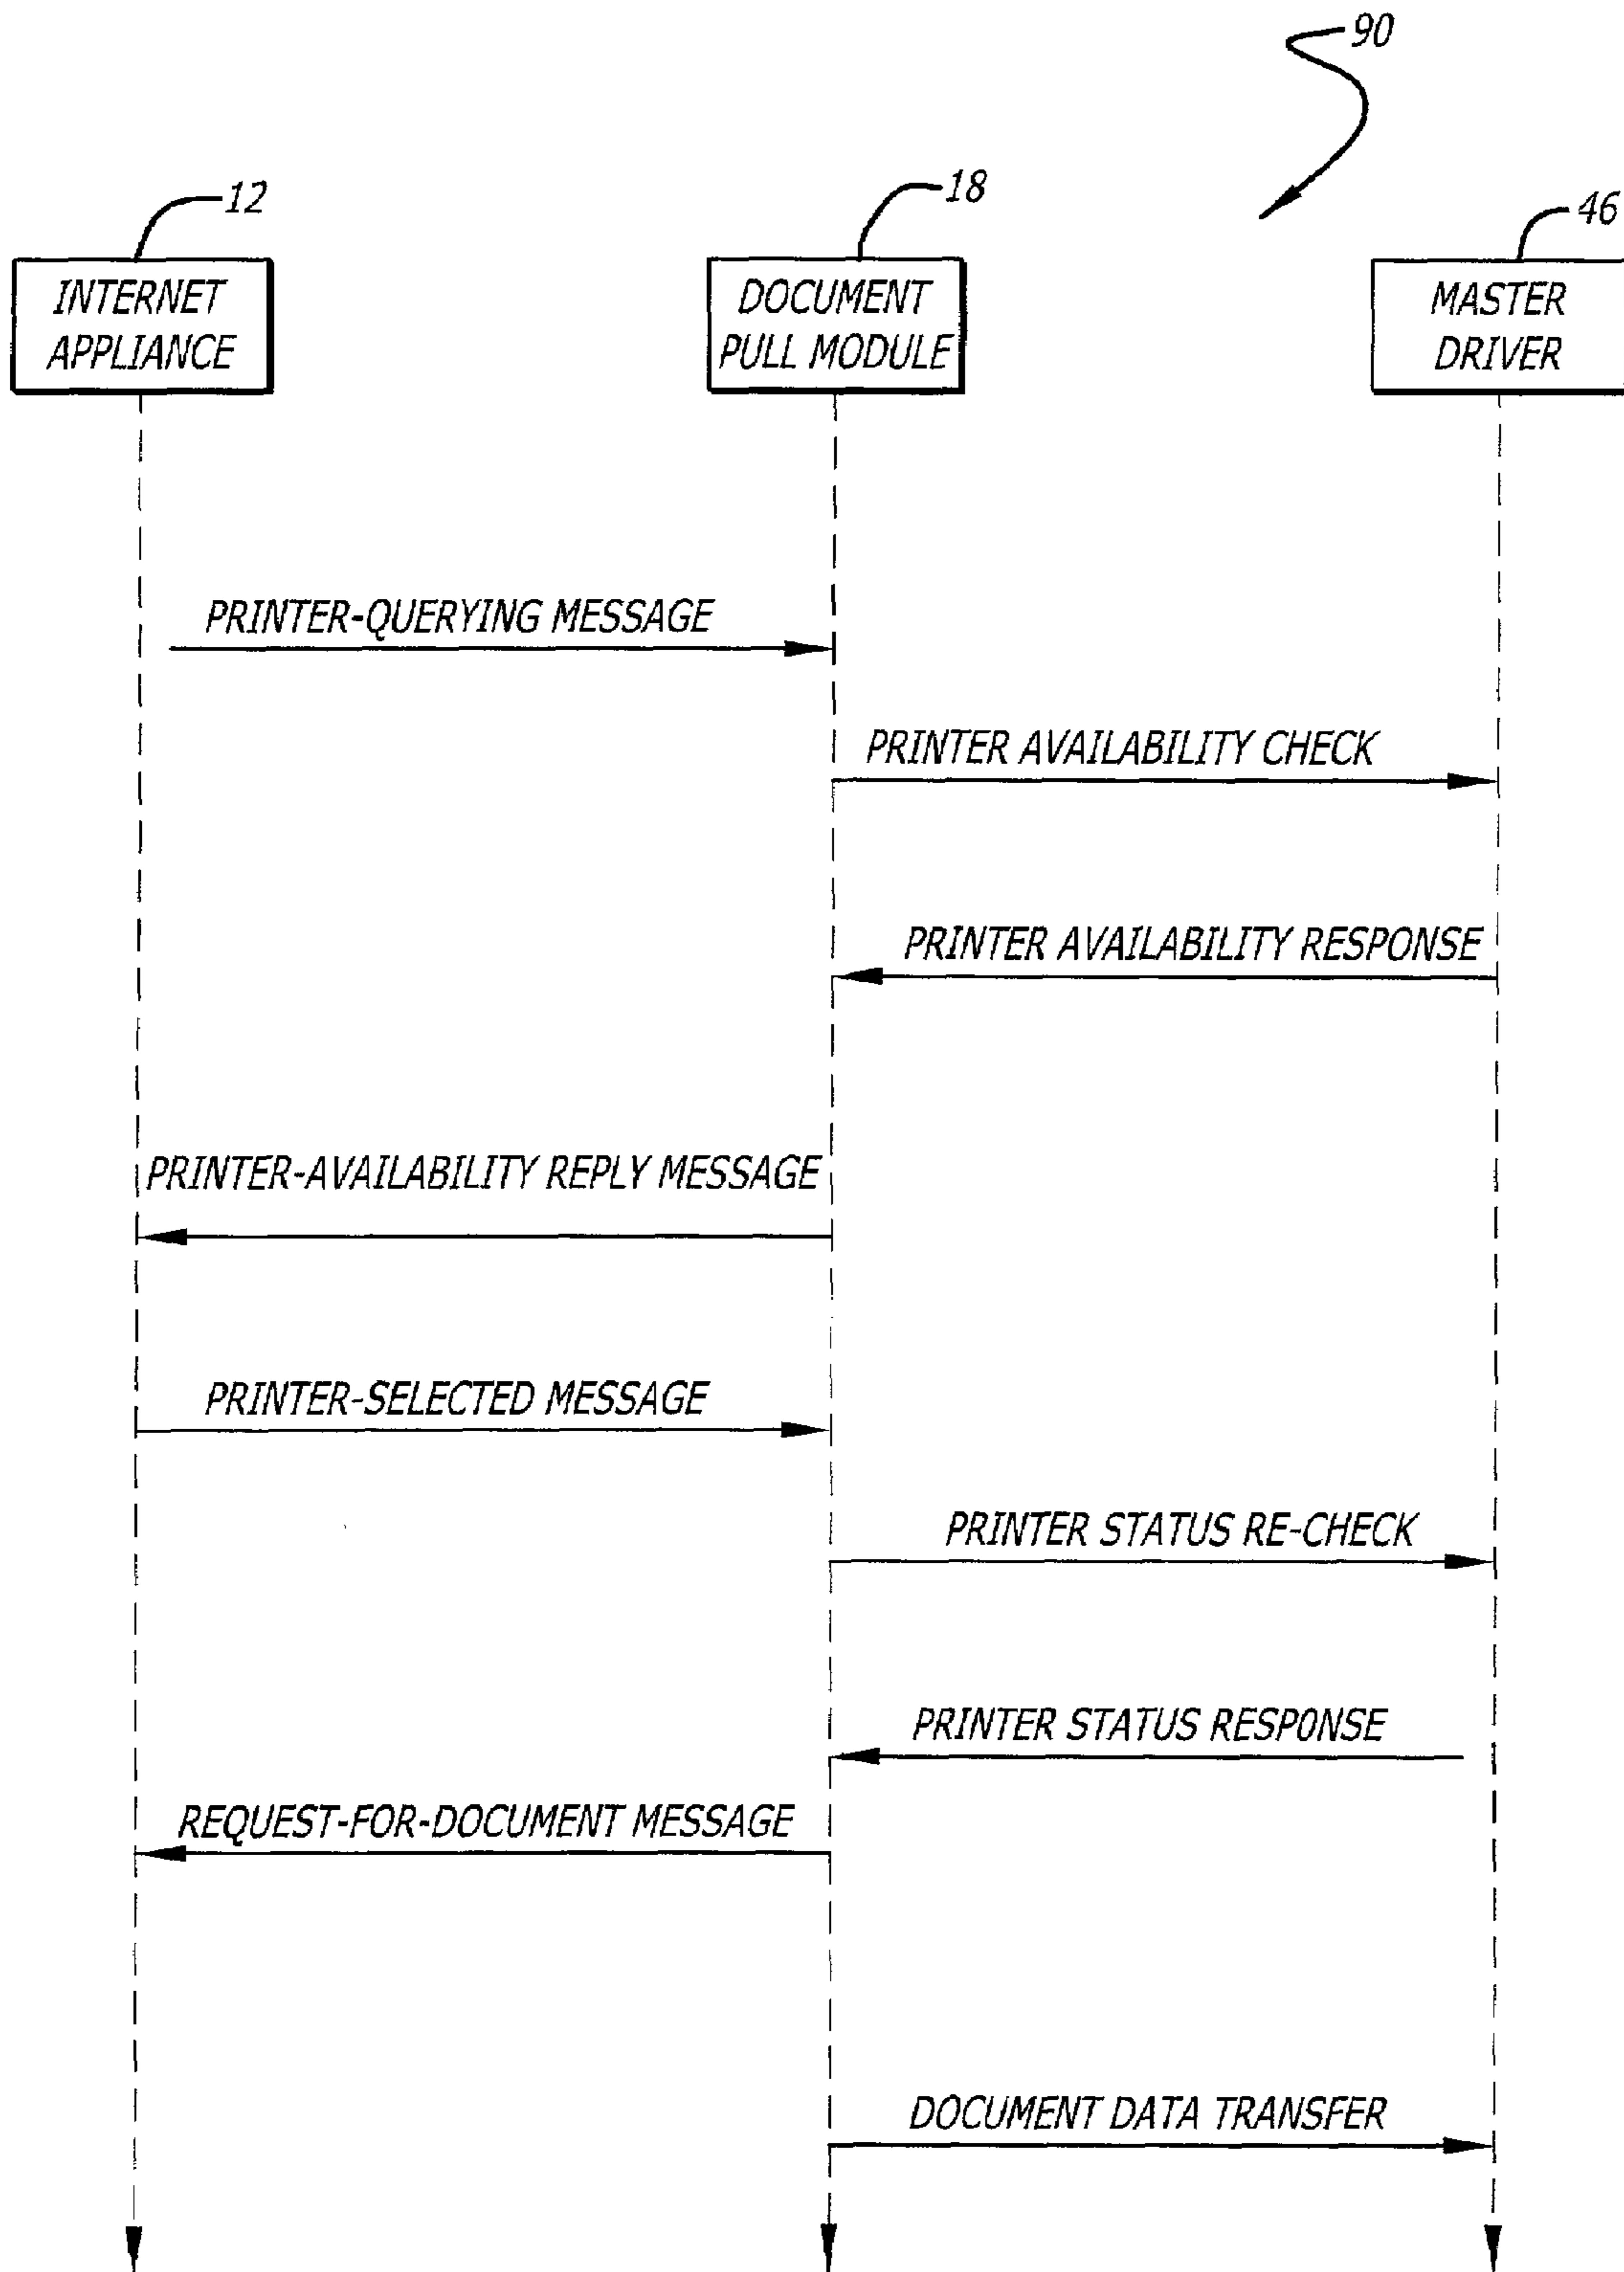 90
12
18
46
INTERNET
APPLIANCE
DOCUMENT
PULL MODULE
MASTER
DRIVER
PRINTER-QUERYING MESSAGE
PRINTER AVAILABILITY CHECK
PRINTER AVAILABILITY RESPONSE
PRINTER-AVAILABILITY REPLY MESSAGE
PRINTER-SELECTED MESSAGE
PRINTER STATUS RE-CHECK
PRINTER STATUS RESPONSE
REQUEST-FOR-DOCUMENT MESSAGE
DOCUMENT DATA TRANSFER